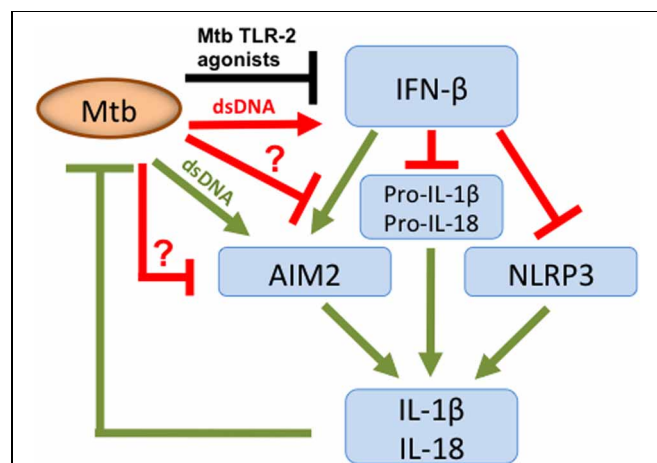 Mtb TLR-2
agonists
IFN-β
Mtb
dsDNA
?
dsDNA
Pro-IL-1β
Pro-IL-18
?
AIM2
NLRP3
IL-1β
IL-18